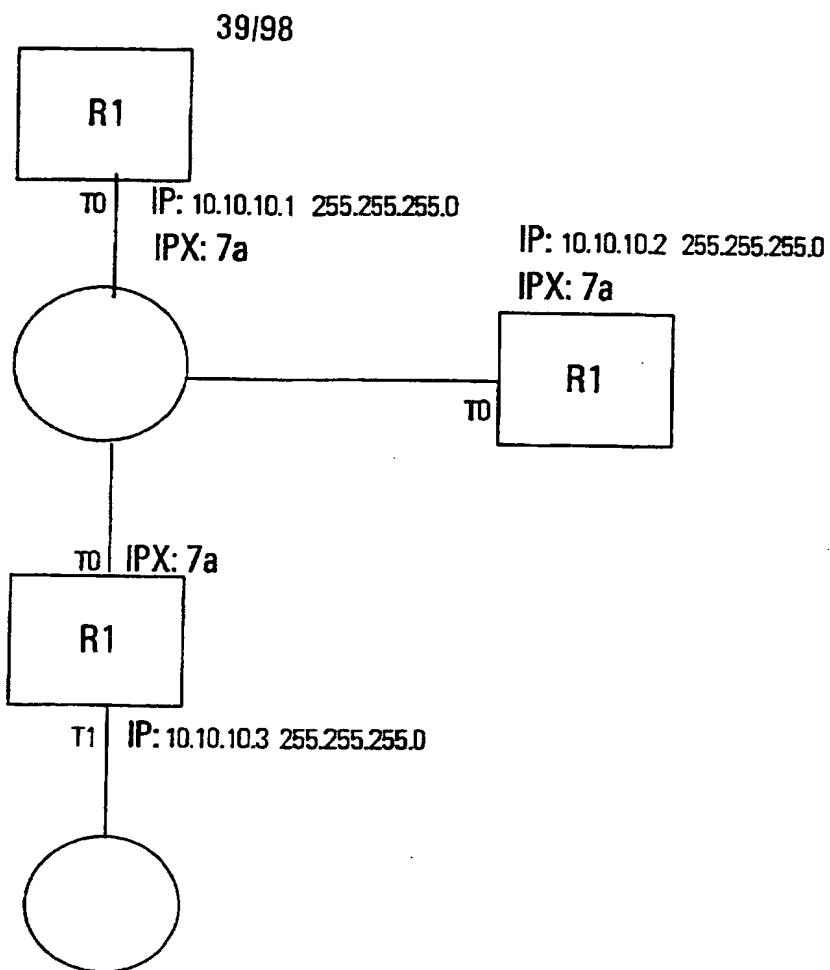 39/98
R1
T0 IP: 10.10.10.1 255.255.255.0
IPX: 7a
IP: 10.10.10.2 255.255.255.0
IPX: 7a
R1
T0
T0 IPX: 7a
R1
T1 IP: 10.10.10.3 255.255.255.0